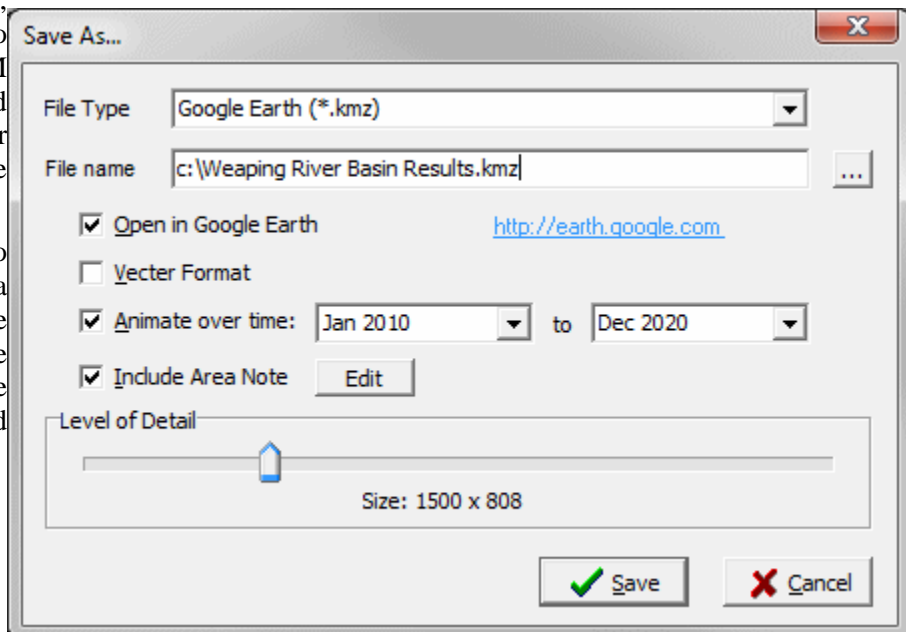 Save As...
File Type Google Earth (*.kmz)
File name c:\Weaping River Basin Results.kmz ...
Open in Google Earth http://earth.google.com
Vecter Format
Animate over time: Jan 2010 to Dec 2020
Include Area Note Edit
Level of Detail
Size: 1500 x 808
Save Cancel